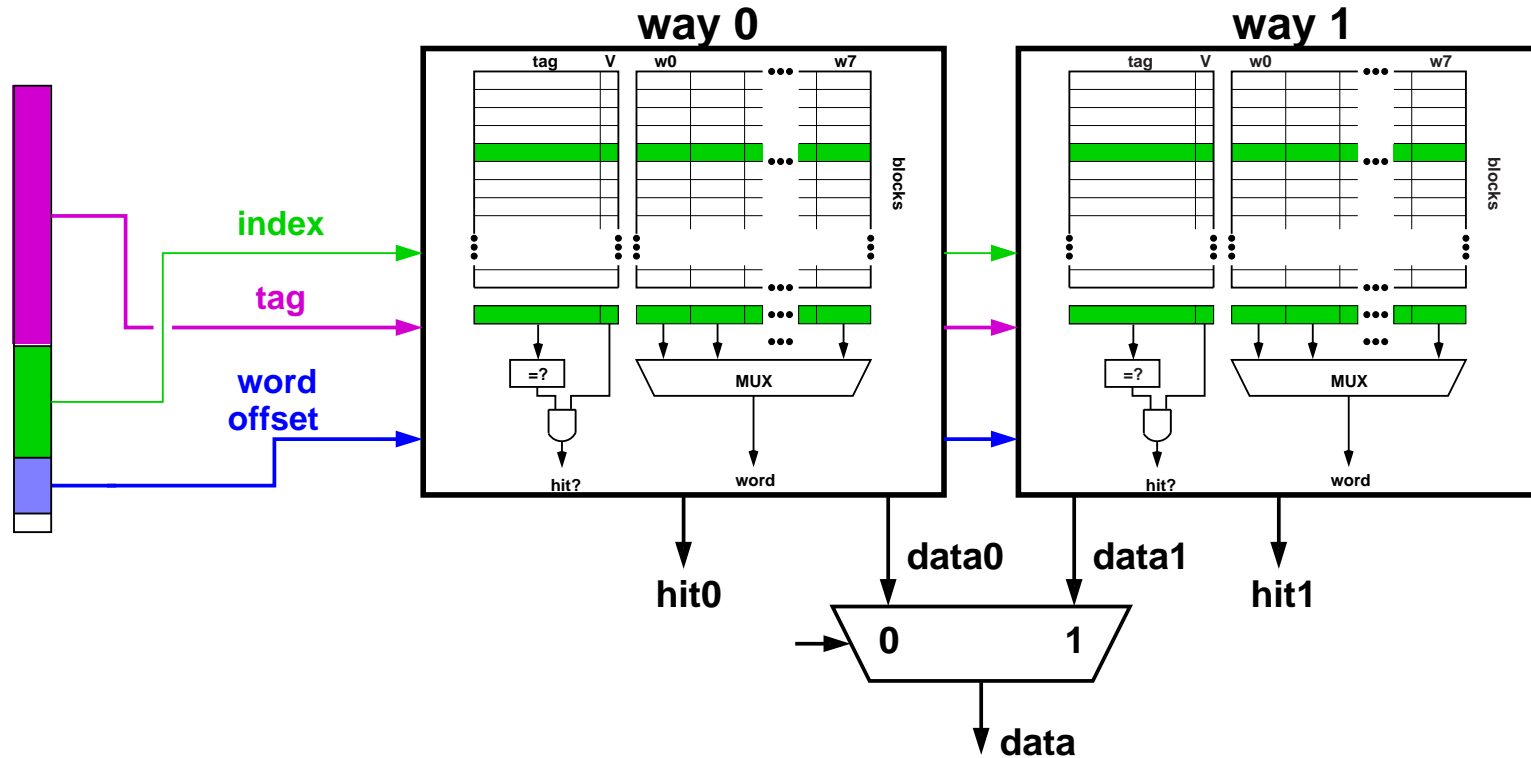 way 0
way 1
tag V w0 w7
tag V w0 w7
blocks
blocks
index
tag
word
offset
=?
MUX
=?
MUX
hit?
word
hit?
word
data0
data1
hit0
hit1
0
1
data